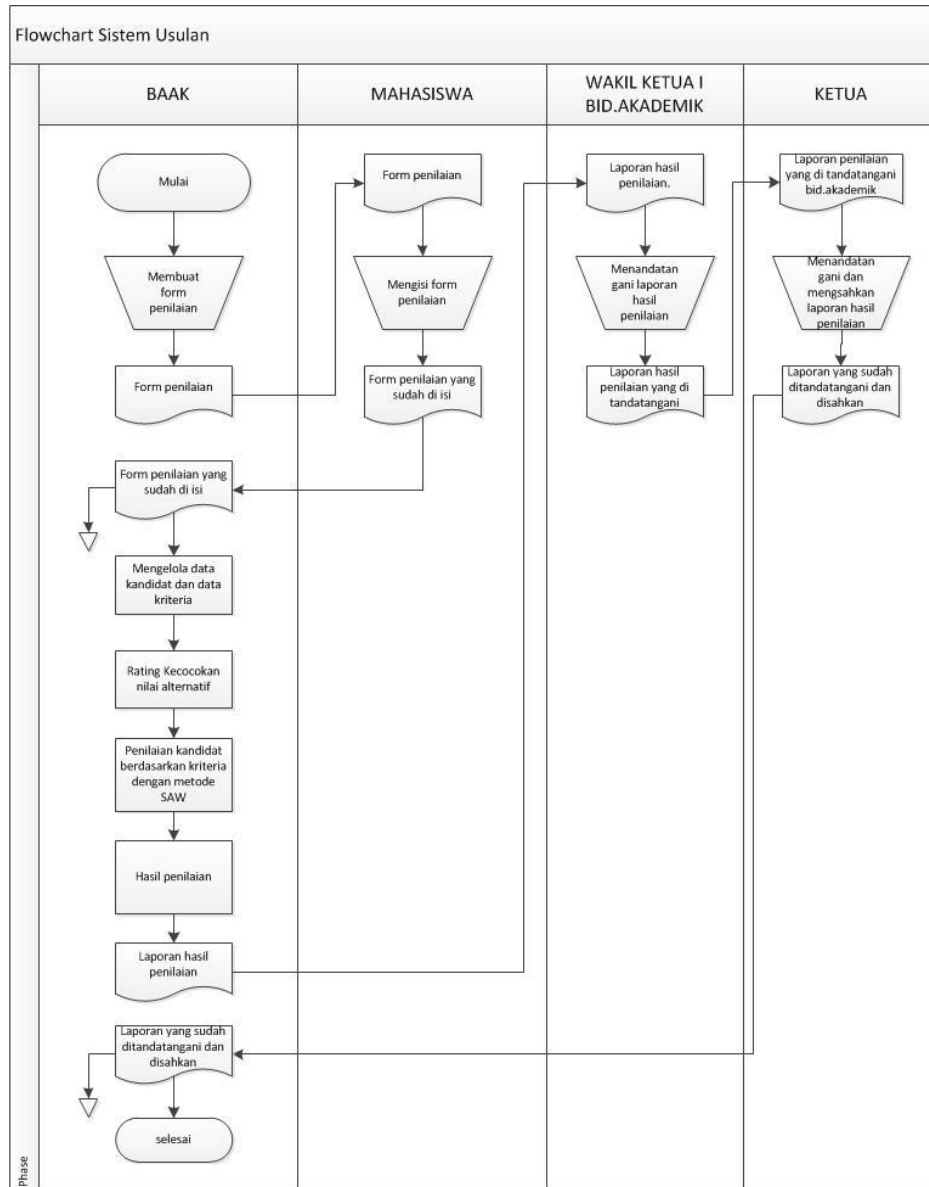 Flowchart Sistem Usulan
BAAK
MAHASISWA
WAKIL KETUA I
BID.AKADEMIK
KETUA
Mulai
Membuat
form
penilaian
Form penilaian
Form penilaian yang
sudah di isi
Mengelola data
kandidat dan data
kriteria
Rating Kecocokan
nilai alternatif
Penilaian kandidat
berdasarkan kriteria
dengan metode
SAW
Hasil penilaian
Laporan hasil
penilaian
Laporan yang sudah
ditandatangani dan
disahkan
selesai
Form penilaian
Mengisi form
penilaian
Form penilaian yang
sudah di isi
Laporan hasil
penilaian.
Menandatan
gani laporan
hasil
penilaian
Laporan hasil
penilaian yang di
tandatangani
Laporan penilaian
yang di tandatangani
bid.akademik
Menandatan
gani dan
mengsahkan
laporan hasil
penilaian
Laporan yang sudah
ditandatangani dan
disahkan
Phase